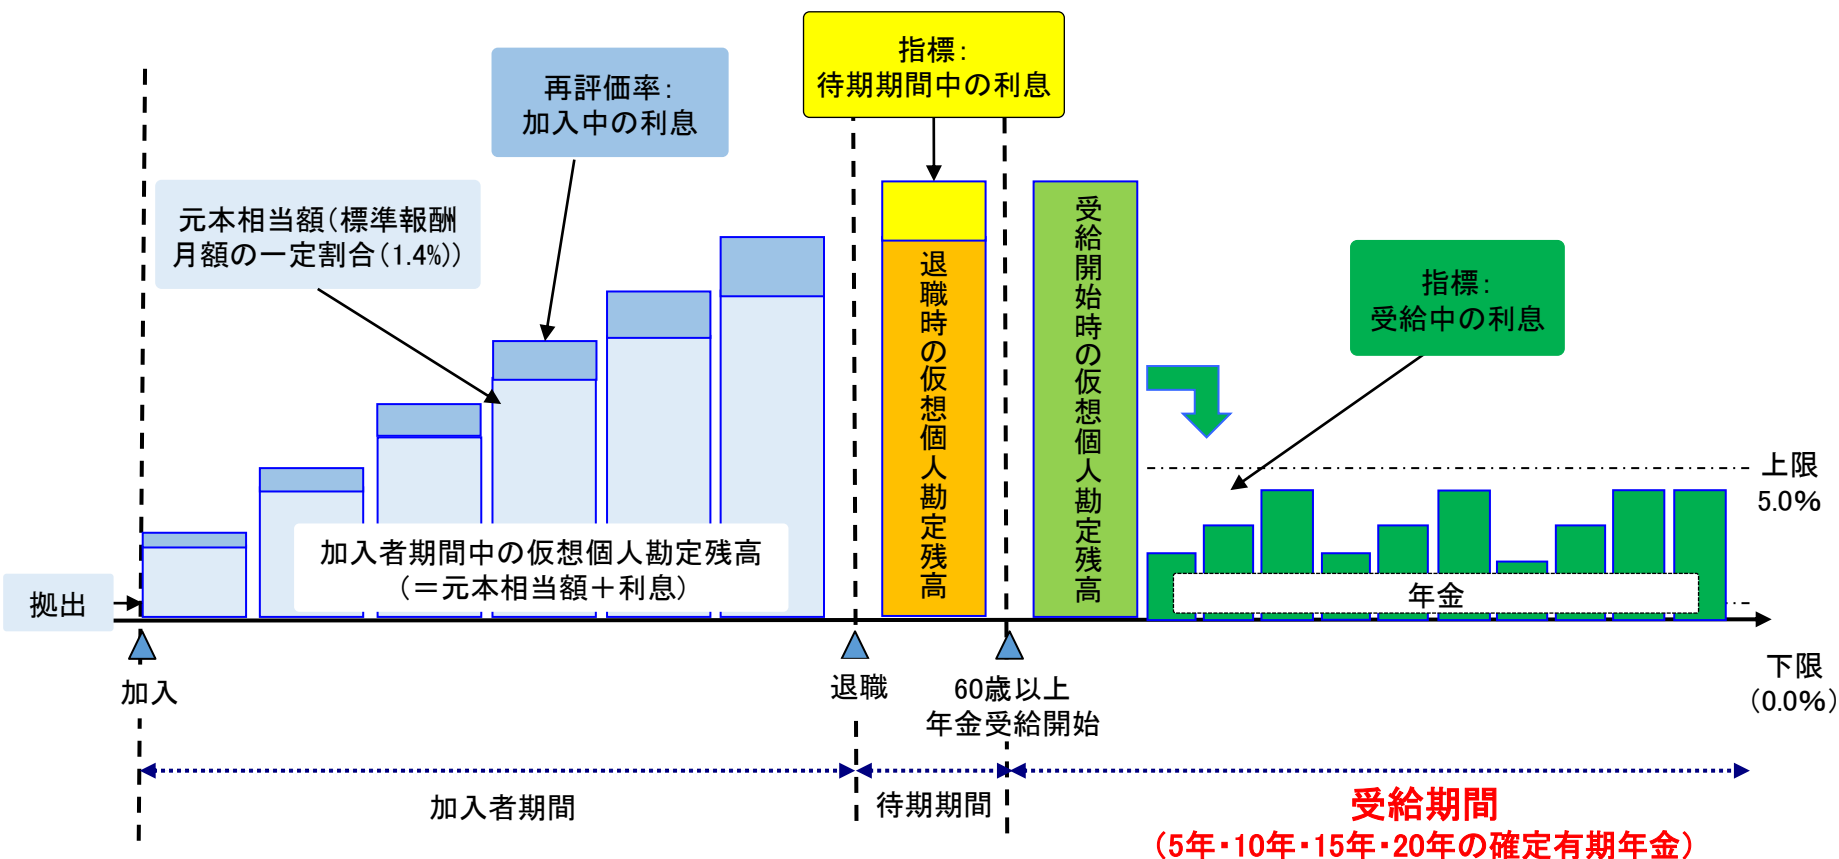 指標：
待期期間中の利息
再評価率：
加入中の利息
元本相当額（標準報酬
月額の一定割合（1.4%））
退職時の仮想個人勘定残高
受給開始時の仮想個人勘定残高
指標：
受給中の利息
上限
5.0%
加入者期間中の仮想個人勘定残高
（＝元本相当額＋利息）
年金
拠出
下限
（0.0%）
加入
退職
60歳以上
年金受給開始
加入者期間
待期期間
受給期間
（5年・10年・15年・20年の確定有期年金）